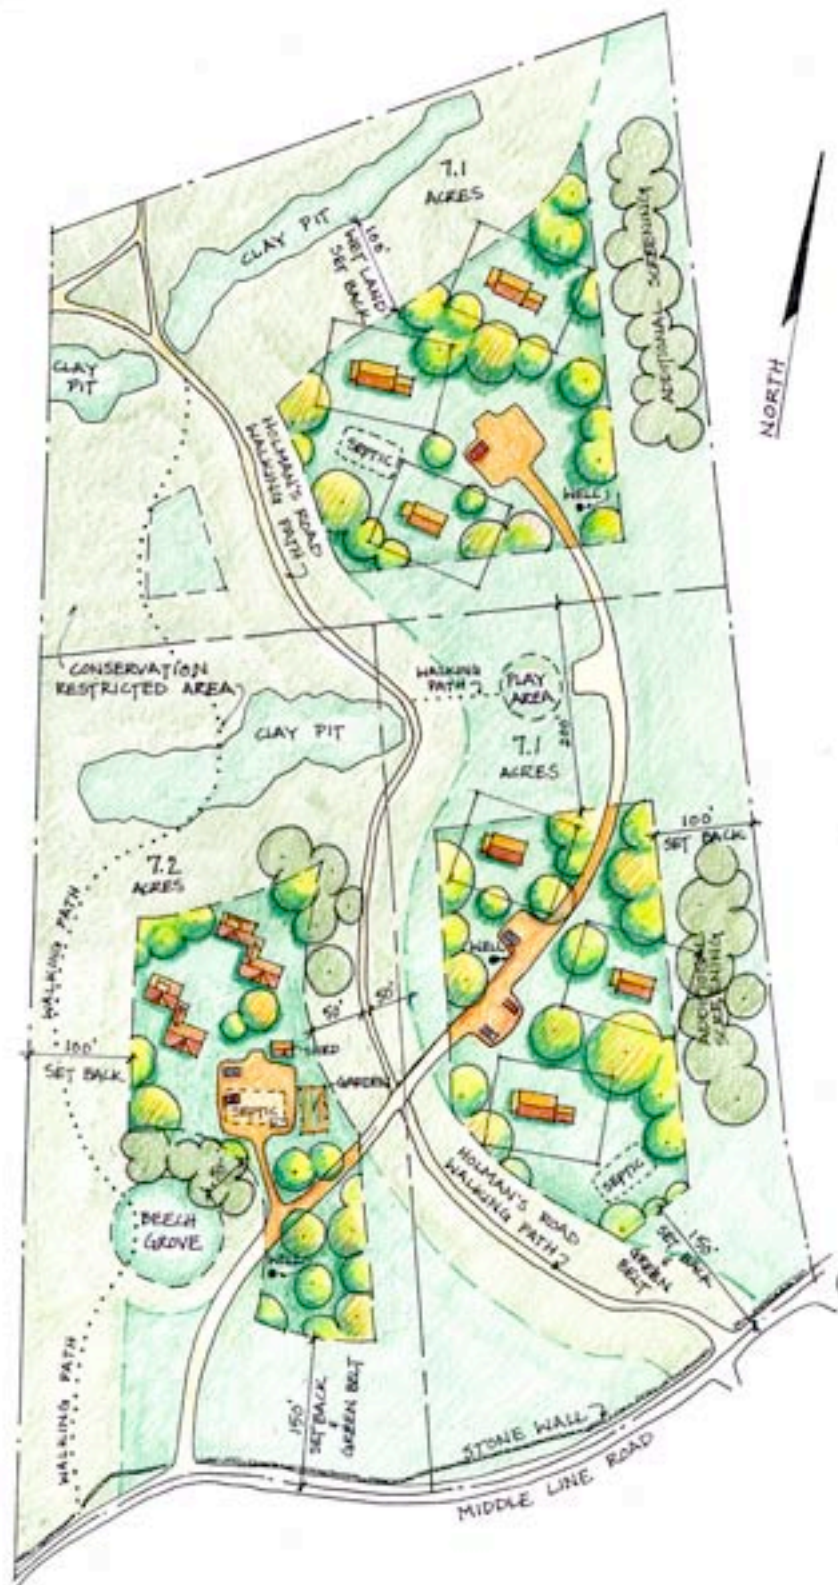 7.1
ACRES
CLAY PIT
100'
WET LAND
SET BACK
ADDITIONAL SCREENING
NORTH
CLAY
PIT
SEPTIC
HOLMAN'S ROAD
WALKING PATH
WELL
CONSERVATION
RESTRICTED AREA
WALKING
PATH
PLAY
AREA
200'
CLAY PIT
7.1
ACRES
100'
SET BACK
7.2
ACRES
WALKING PATH
WELL
ADDITIONAL
SCREENING
50'
50'
100'
SET BACK
SHED
GARDEN
SEPTIC
HOLMAN'S ROAD
WALKING PATH
SEPTIC
BEECH
GROVE
150'
SET BACK
&
GREEN
BELT
WELL
WALKING PATH
150'
SETBACK
&
GREEN BELT
STONE WALL
MIDDLE LINE ROAD